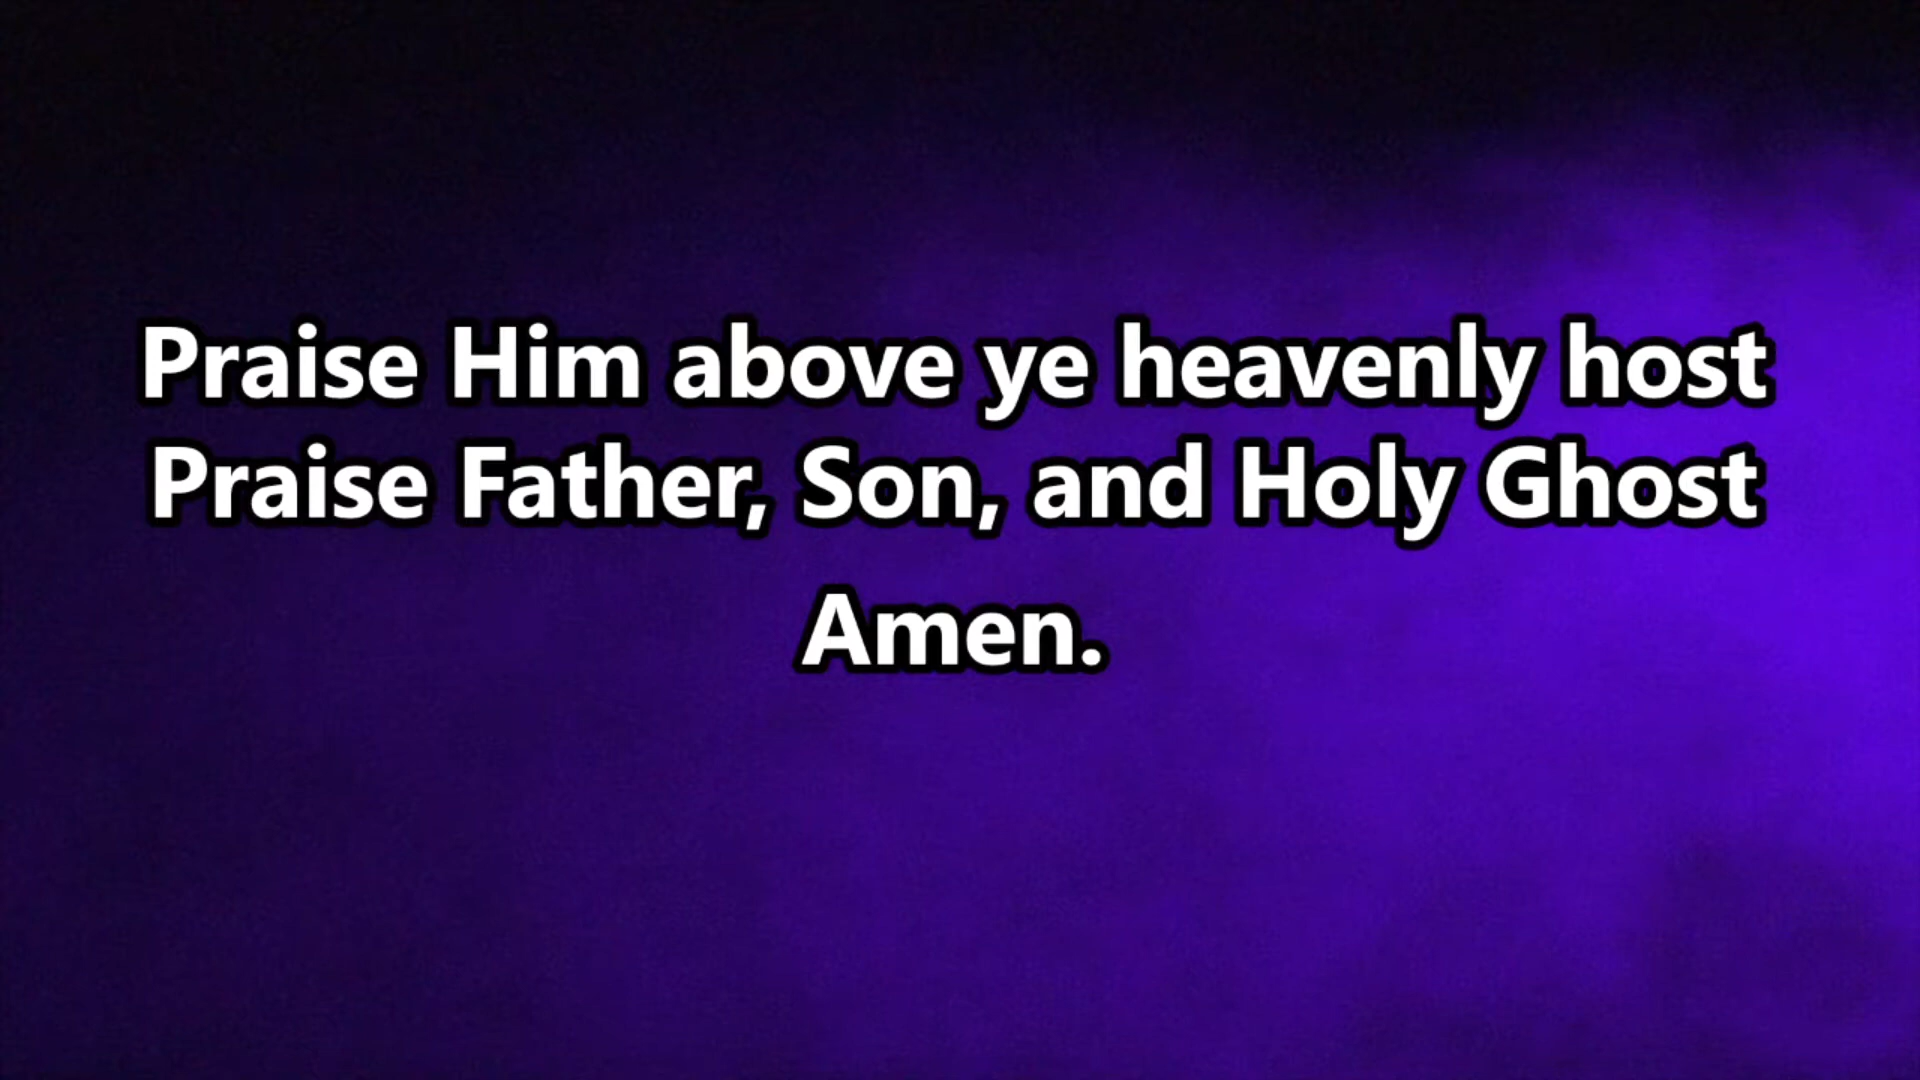 Praise Him above ye heavenly host
Praise Father, Son, and Holy Ghost
Amen.